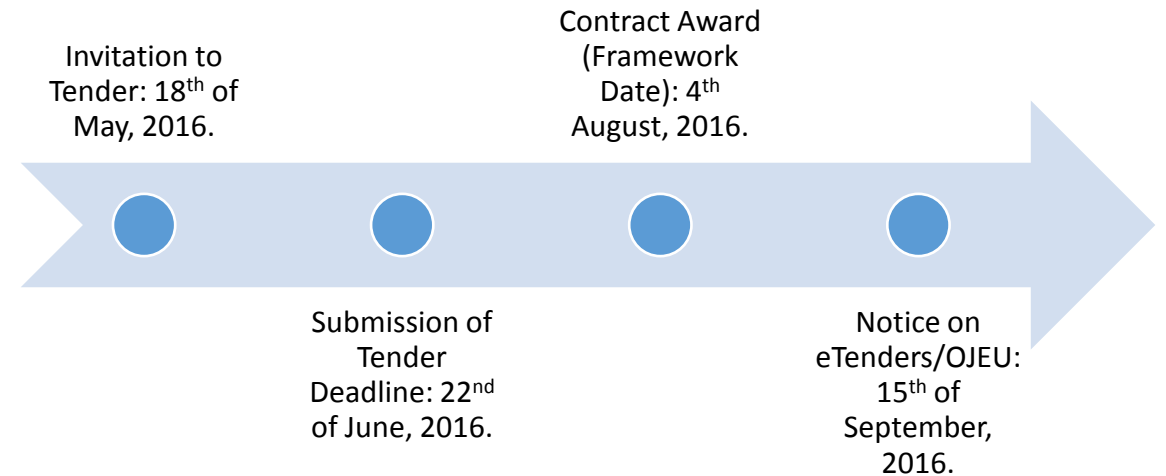 Invitation to
Tender: 18th of
May, 2016.
Submission of
Tender
Deadline: 22nd
of June, 2016.
Contract Award
(Framework
Date): 4th
August, 2016.
Notice on
eTenders/OJEU:
15th of
September,
2016.